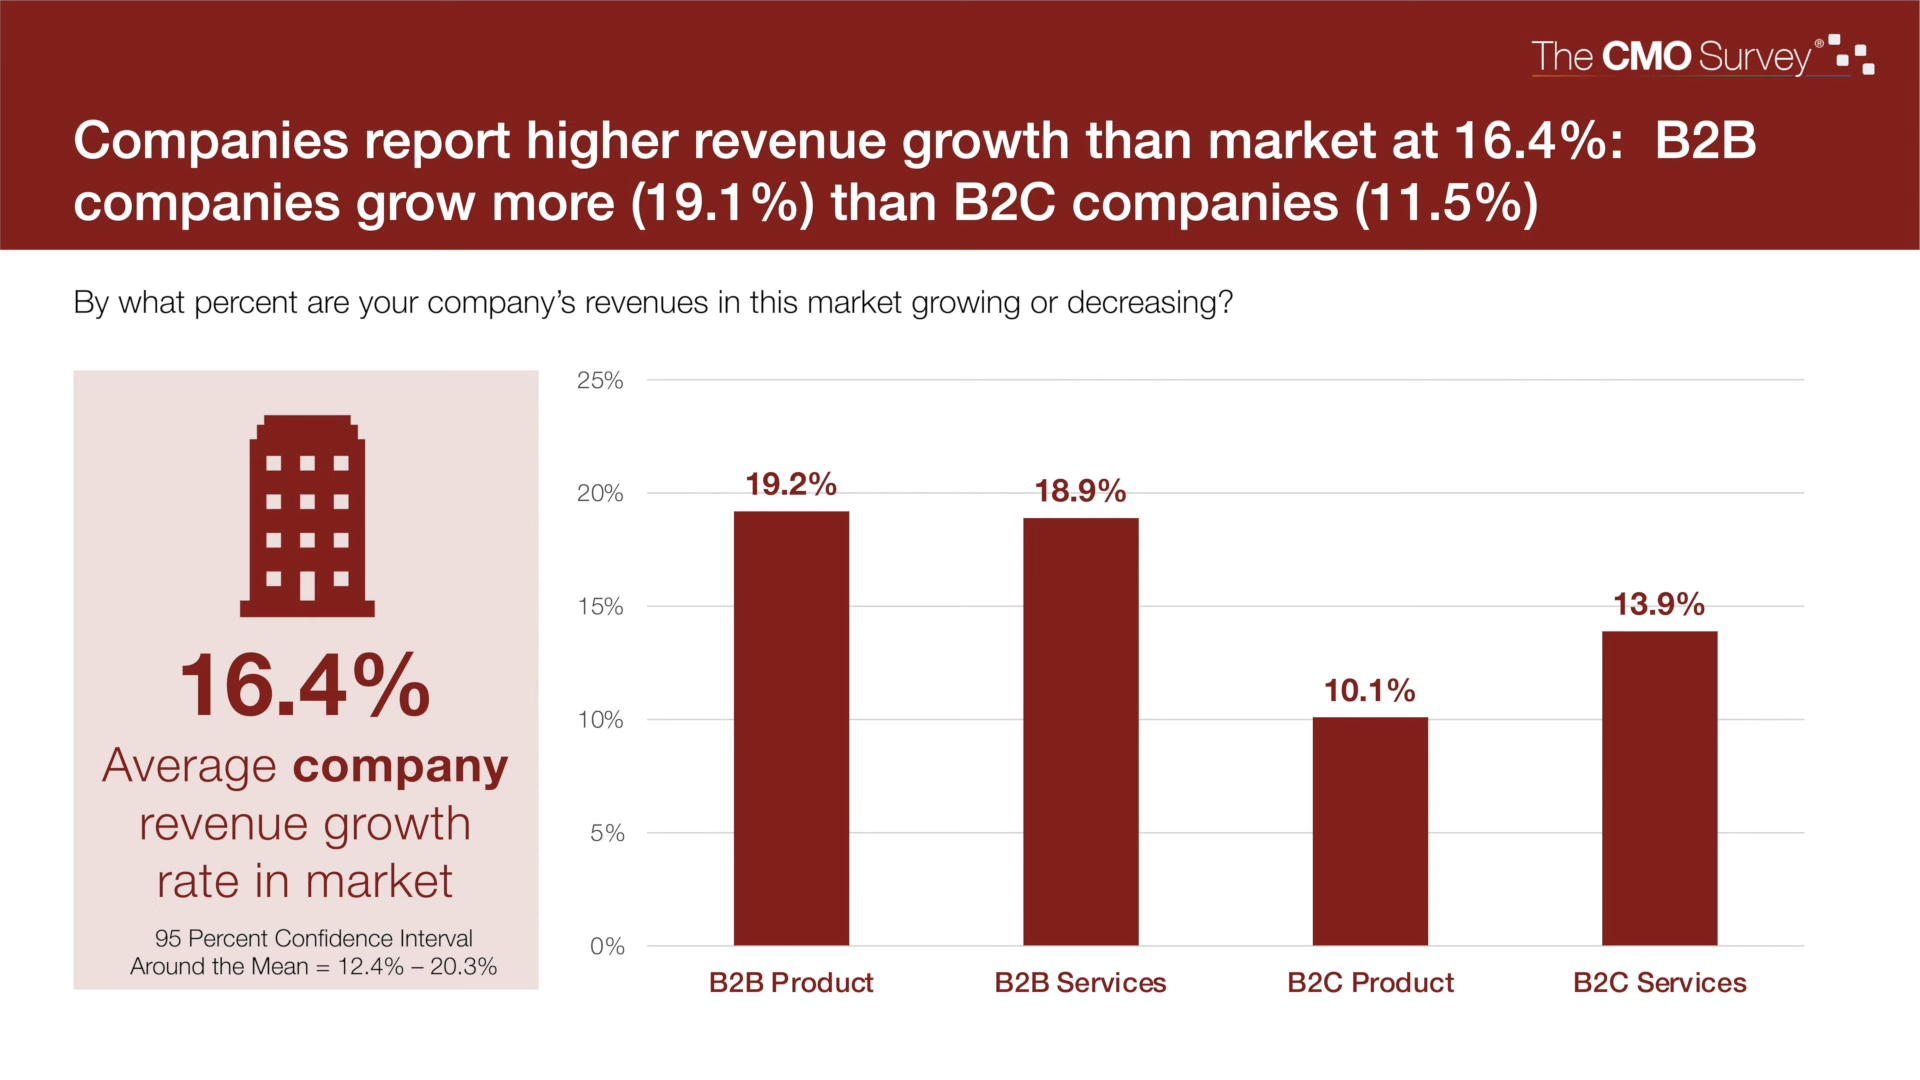 The CMO Survey®
Companies report higher revenue growth than market at 16.4%: B2B
companies grow more (19.1%) than B2C companies (11.5%)
By what percent are your company’s revenues in this market growing or decreasing?
16.4%
Average company
revenue growth
rate in market
95 Percent Confidence Interval
Around the Mean = 12.4% – 20.3%
25%
20%
15%
10%
5%
0%
19.2%
18.9%
10.1%
13.9%
B2B Product
B2B Services
B2C Product
B2C Services